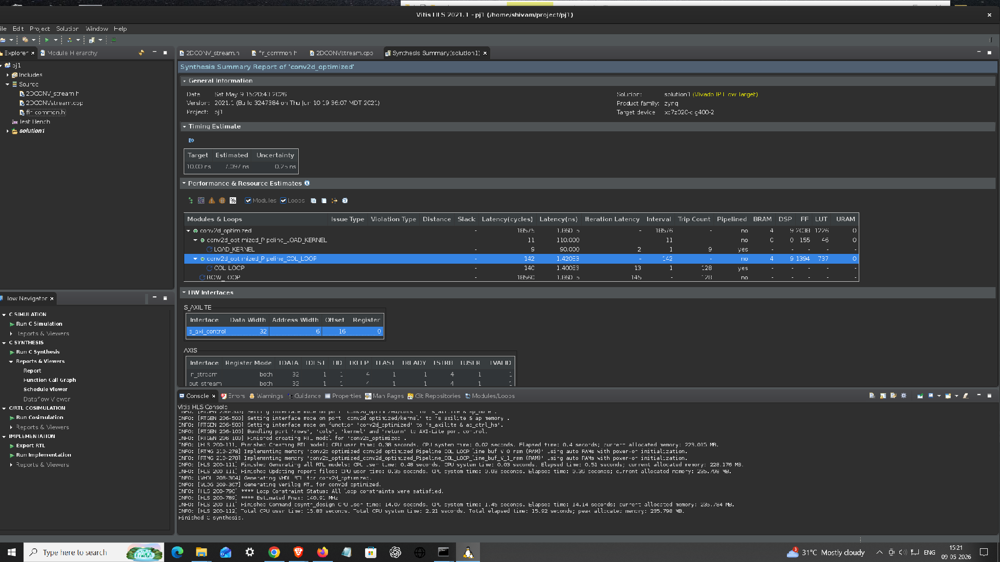 Vitis HLS 2021.1 - pj1 (/home/shivam/project/pj1)
Edit Project Solution Window Help
Explorer Module Hierarchy
pj1
Includes
Source
2DCONV_stream.h
2DCONVstream.cpp
fir_common.h
Test Bench
solution1
2DCONV_stream.h fir_common.h 2DCONVstream.cpp Synthesis Summary(solution1)
Synthesis Summary Report of 'conv2d_optimized'
General Information
Date: Sat May 9 15:20:43 2026
Version: 2021.1 (Build 3247384 on Thu Jun 10 19:36:07 MDT 2021)
Project: pj1
Solution: solution1 (Vivado IP Flow Target)
Product family: zynq
Target device: xc7z020-clg400-2
Timing Estimate
Target Estimated Uncertainty
10.00 ns 7.097 ns 0.25 ns
Performance & Resource Estimates
% Modules Loops
Modules & Loops Issue Type Violation Type Distance Slack Latency(cycles) Latency(ns) Iteration Latency Interval Trip Count Pipelined BRAM DSP FF LUT URAM
conv2d_optimized - 18575 1.860E5 - 18576 - no 4 9 2038 1226 0
conv2d_optimized_Pipeline_LOAD_KERNEL 11 110.000 11 no 0 0 155 46 0
LOAD_KERNEL - 9 90.000 2 1 9 yes - - - - -
conv2d_optimized_Pipeline_COL_LOOP - 142 1.420E3 - 142 - no 4 9 1394 737 0
COL_LOOP - 140 1.400E3 13 1 128 yes - - - - -
ROW_LOOP - 18560 1.860E5 145 - 128 no - - - - -
HW Interfaces
S_AXILITE
Interface Data Width Address Width Offset Register
s_axi_control 32 6 16 0
AXIS
Interface Register Mode TDATA TDEST TID TKEEP TLAST TREADY TSTRB TUSER TVALID
in_stream both 32 1 1 4 1 1 4 1 1
out_stream both 32 1 1 4 1 1 4 1 1
Flow Navigator
C SIMULATION
Run C Simulation
Reports & Viewers
C SYNTHESIS
Run C Synthesis
Reports & Viewers
Report
Function Call Graph
Schedule Viewer
Dataflow Viewer
C/RTL COSIMULATION
Run Cosimulation
Reports & Viewers
IMPLEMENTATION
Export RTL
Run Implementation
Reports & Viewers
Console Errors Warnings Guidance Properties Man Pages Git Repositories Modules/Loops
Vitis HLS Console
INFO: [RTGEN 206-500] Setting interface mode on port 'conv2d_optimized/cols' to 's_axilite & ap_none'.
INFO: [RTGEN 206-500] Setting interface mode on port 'conv2d_optimized/kernel' to 's_axilite & ap_memory'.
INFO: [RTGEN 206-500] Setting interface mode on function 'conv2d_optimized' to 's_axilite & ap_ctrl_hs'.
INFO: [RTGEN 206-100] Bundling port 'rows', 'cols', 'kernel' and 'return' to AXI-Lite port control.
INFO: [RTGEN 206-100] Finished creating RTL model for 'conv2d_optimized'.
INFO: [HLS 200-111] Finished Creating RTL model: CPU user time: 0.38 seconds. CPU system time: 0.02 seconds. Elapsed time: 0.4 seconds; current allocated memory: 223.015 MB.
INFO: [RTMG 210-278] Implementing memory 'conv2d_optimized_conv2d_optimized_Pipeline_COL_LOOP_line_buf_V_0_ram (RAM)' using auto RAMs with power-on initialization.
INFO: [RTMG 210-278] Implementing memory 'conv2d_optimized_conv2d_optimized_Pipeline_COL_LOOP_line_buf_V_1_ram (RAM)' using auto RAMs with power-on initialization.
INFO: [HLS 200-111] Finished Generating all RTL models: CPU user time: 0.48 seconds. CPU system time: 0.03 seconds. Elapsed time: 0.51 seconds; current allocated memory: 228.176 MB.
INFO: [HLS 200-111] Finished Updating report files: CPU user time: 0.35 seconds. CPU system time: 0.03 seconds. Elapsed time: 0.39 seconds; current allocated memory: 235.798 MB.
INFO: [VHDL 208-304] Generating VHDL RTL for conv2d_optimized.
INFO: [VLOG 209-307] Generating Verilog RTL for conv2d_optimized.
INFO: [HLS 200-790] **** Loop Constraint Status: All loop constraints were satisfied.
INFO: [HLS 200-789] **** Estimated Fmax: 140.91 MHz
INFO: [HLS 200-111] Finished Command csynth_design CPU user time: 14.07 seconds. CPU system time: 1.45 seconds. Elapsed time: 14.14 seconds; current allocated memory: 235.784 MB.
INFO: [HLS 200-112] Total CPU user time: 15.83 seconds. Total CPU system time: 2.21 seconds. Total elapsed time: 15.92 seconds; peak allocated memory: 235.798 MB.
Finished C synthesis.
Type here to search
3
31°C Mostly cloudy
ENG
15:21
09-05-2026